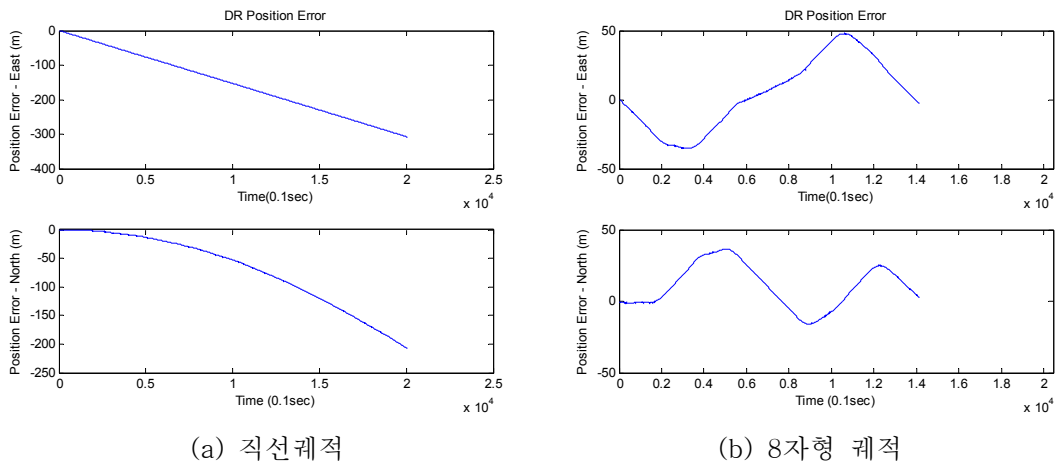 DR Position Error
Position Error - East (m)
0
-100
-200
-300
-400
0 0.5 1 1.5 2 2.5
Time(0.1sec)
x 10^4
Position Error - North (m)
0
-50
-100
-150
-200
-250
0 0.5 1 1.5 2 2.5
Time (0.1sec)
x 10^4
(a) 직선궤적
DR Position Error
Position Error - East (m)
50
0
-50
0 0.2 0.4 0.6 0.8 1 1.2 1.4 1.6 1.8 2
Time(0.1sec)
x 10^4
Position Error - North (m)
50
0
-50
0 0.2 0.4 0.6 0.8 1 1.2 1.4 1.6 1.8 2
Time (0.1sec)
x 10^4
(b) 8자형 궤적